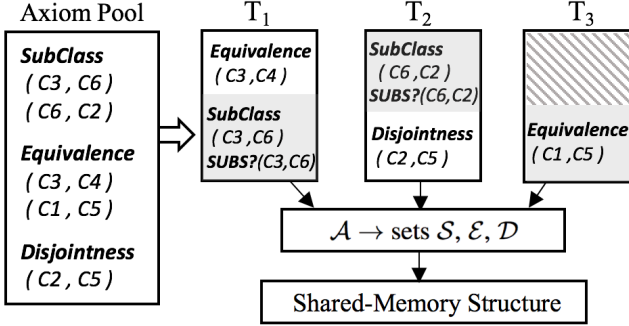 Axiom Pool
SubClass
( C3 , C6 )
( C6 , C2 )
Equivalence
( C3 , C4 )
( C1 , C5 )
Disjointness
( C2 , C5 )
T1
Equivalence
( C3 , C4 )
SubClass
( C3 , C6 )
SUBS?(C3,C6)
T2
SubClass
( C6 , C2 )
SUBS?(C6,C2)
Disjointness
( C2 , C5 )
T3
Equivalence
( C1 , C5 )
𝒜 → sets 𝒮, ℰ, 𝒟
Shared-Memory Structure